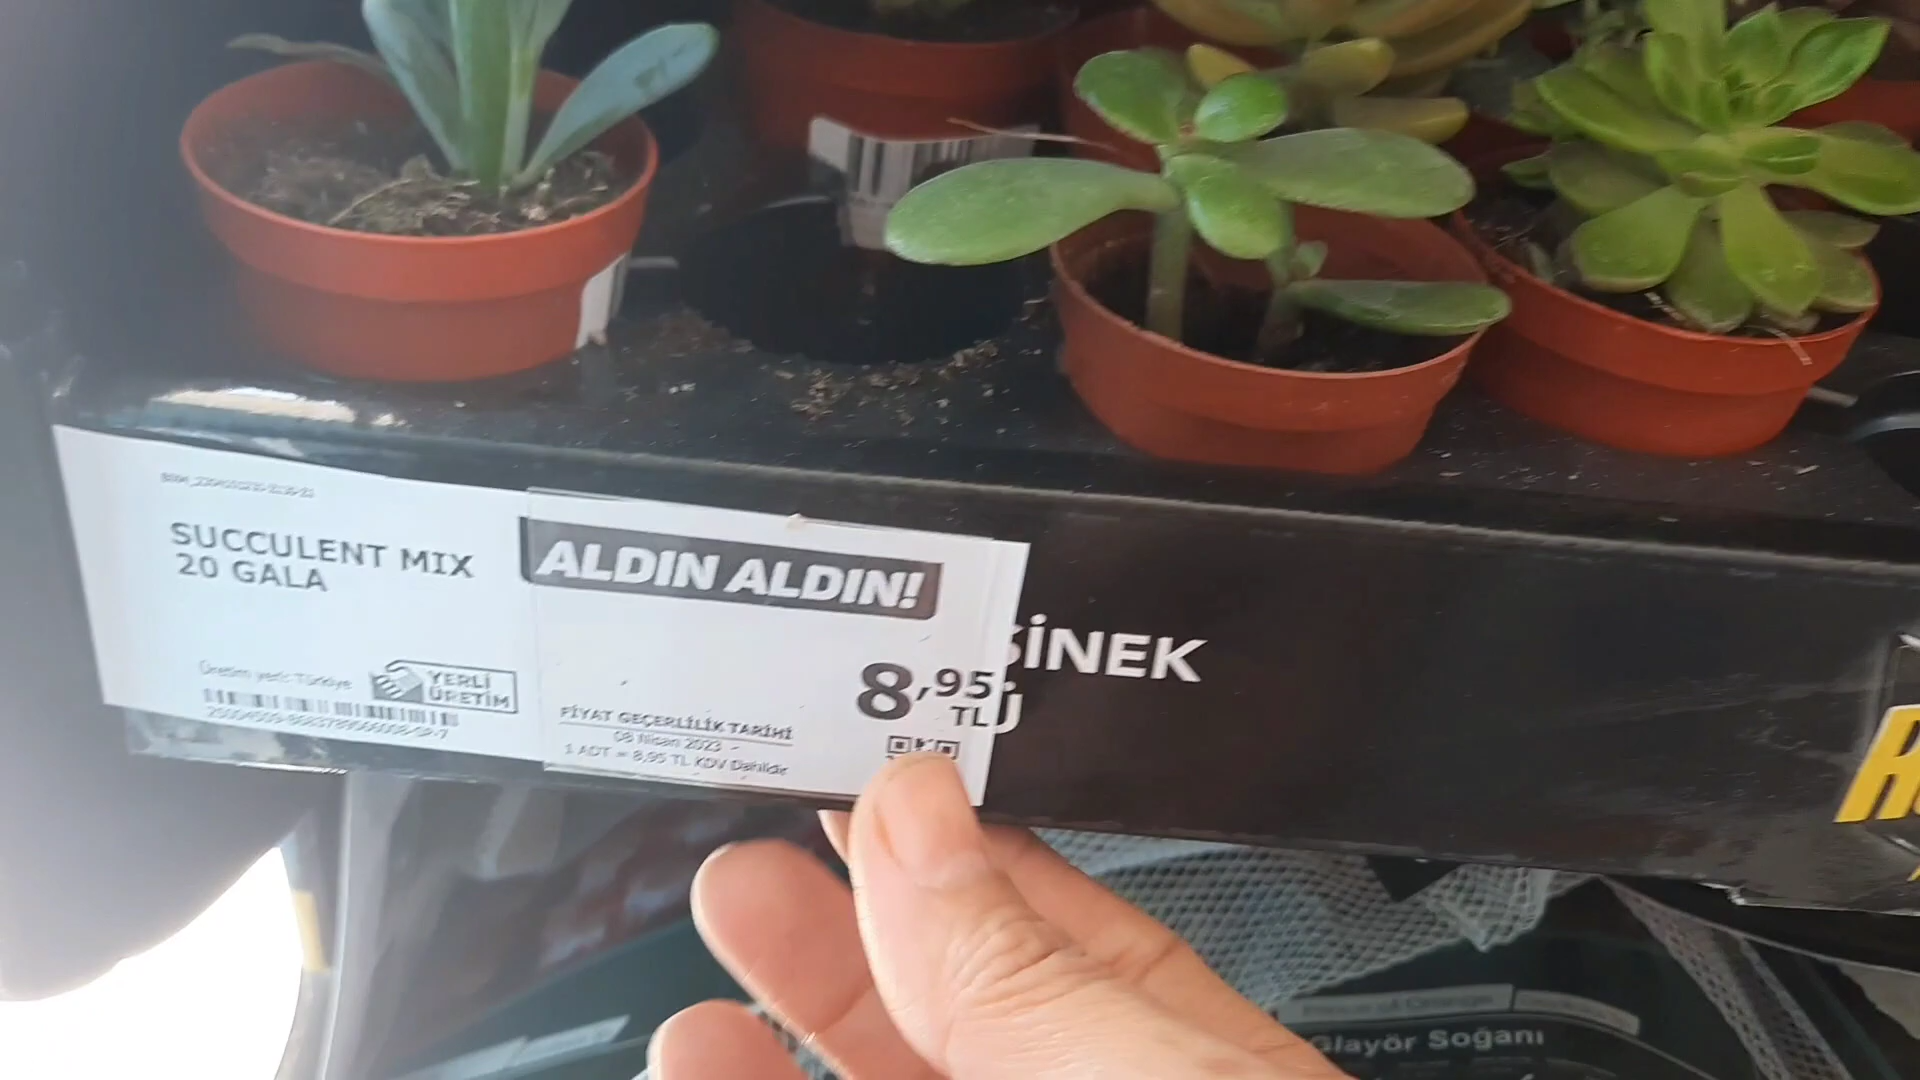 SUCCULENT MIX
20 GALA
Üretim yeri: Türkiye
YERLİ
ÜRETİM
ALDIN ALDIN!
8,95
TL
FİYAT GEÇERLİLİK TARİHİ
08 Nisan 2023 -
1 ADT = 8,95 TL KDV Dahildir
SİNEK
Glayör Soğanı